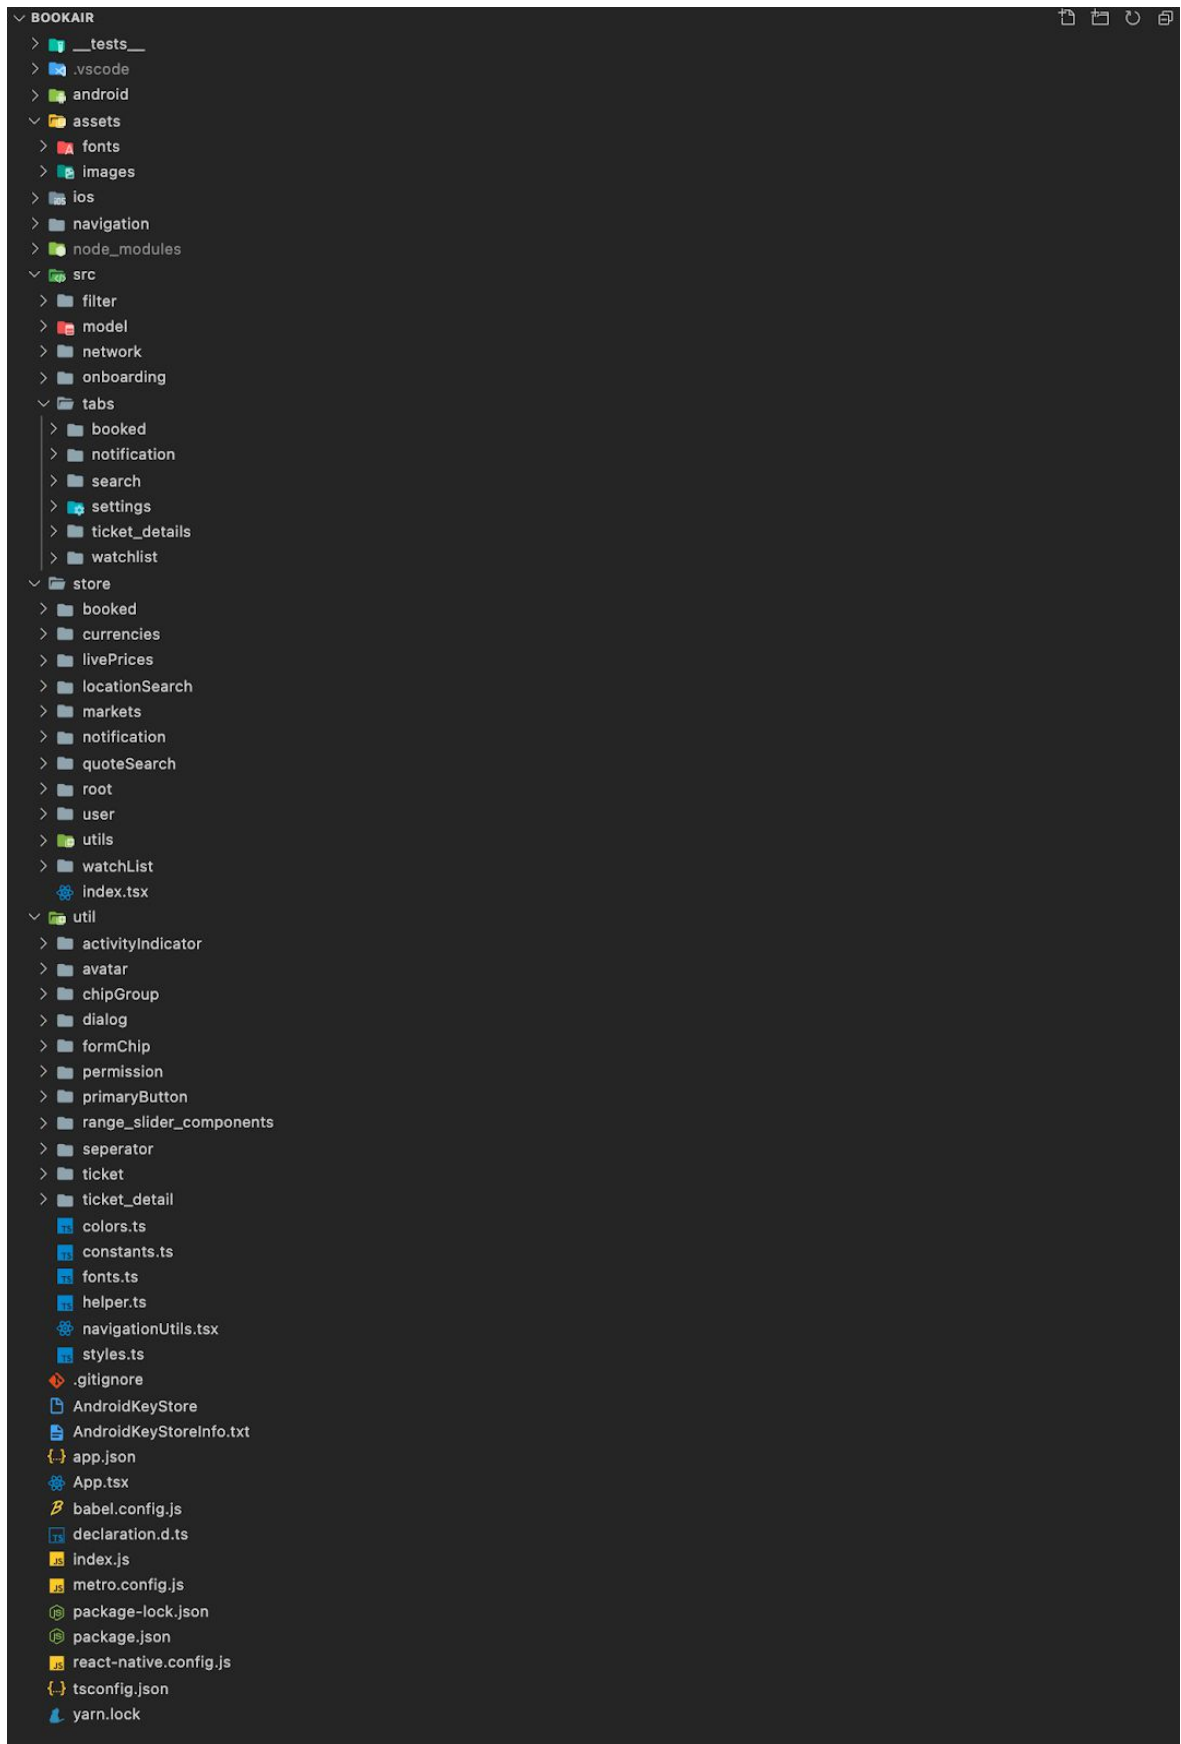 BOOKAIR
__tests__
.vscode
android
assets
fonts
images
ios
navigation
node_modules
src
filter
model
network
onboarding
tabs
booked
notification
search
settings
ticket_details
watchlist
store
booked
currencies
livePrices
locationSearch
markets
notification
quoteSearch
root
user
utils
watchList
index.tsx
util
activityIndicator
avatar
chipGroup
dialog
formChip
permission
primaryButton
range_slider_components
seperator
ticket
ticket_detail
colors.ts
constants.ts
fonts.ts
helper.ts
navigationUtils.tsx
styles.ts
.gitignore
AndroidKeyStore
AndroidKeyStoreInfo.txt
app.json
App.tsx
babel.config.js
declaration.d.ts
index.js
metro.config.js
package-lock.json
package.json
react-native.config.js
tsconfig.json
yarn.lock